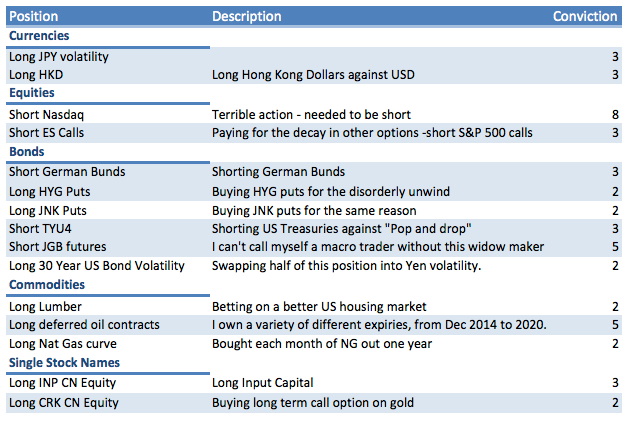 Position Description Conviction
Currencies
Long JPY volatility 3
Long HKD Long Hong Kong Dollars against USD 3
Equities
Short Nasdaq Terrible action - needed to be short 8
Short ES Calls Paying for the decay in other options -short S&P 500 calls 3
Bonds
Short German Bunds Shorting German Bunds 3
Long HYG Puts Buying HYG puts for the disorderly unwind 2
Long JNK Puts Buying JNK puts for the same reason 2
Short TYU4 Shorting US Treasuries against "Pop and drop" 3
Short JGB futures I can't call myself a macro trader without this widow maker 5
Long 30 Year US Bond Volatility Swapping half of this position into Yen volatility. 2
Commodities
Long Lumber Betting on a better US housing market 2
Long deferred oil contracts I own a variety of different expiries, from Dec 2014 to 2020. 5
Long Nat Gas curve Bought each month of NG out one year 2
Single Stock Names
Long INP CN Equity Long Input Capital 3
Long CRK CN Equity Buying long term call option on gold 2